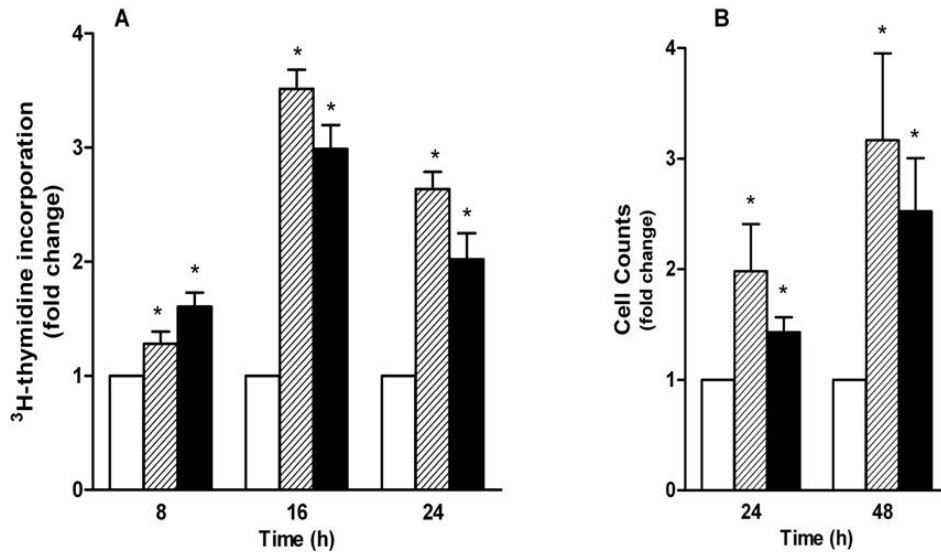 A
³H-thymidine incorporation
(fold change)
4
3
2
1
0
* * * * * *
8 16 24
Time (h)
B
Cell Counts
(fold change)
4
3
2
1
0
* * * *
24 48
Time (h)